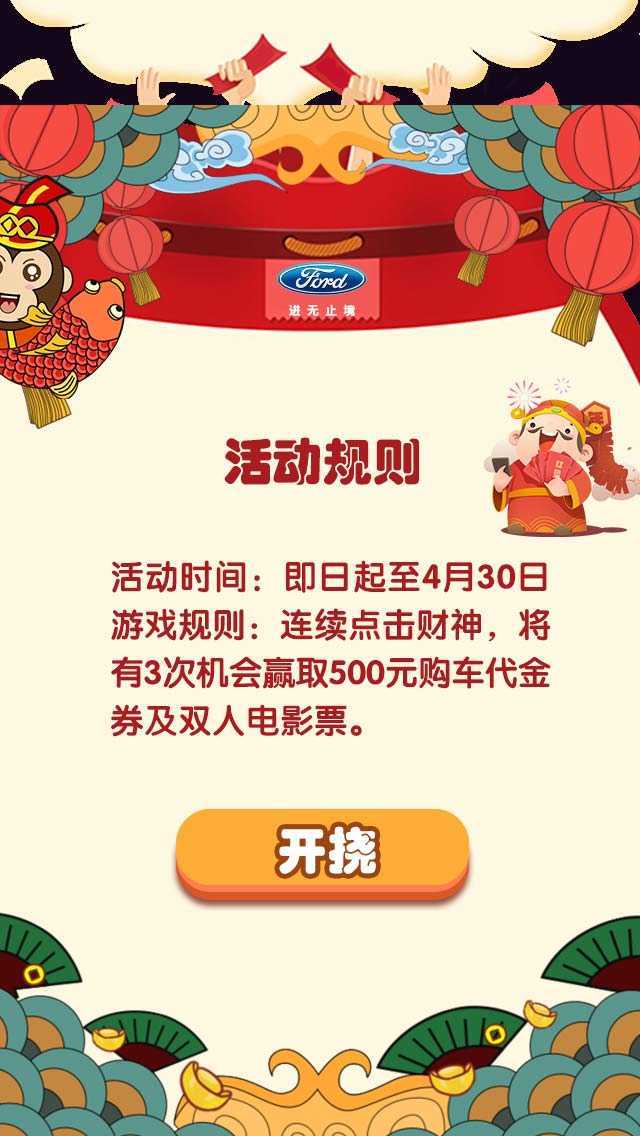 Ford
进无止境
活动规则
活动时间：即日起至4月30日
游戏规则：连续点击财神，将
有3次机会赢取500元购车代金
券及双人电影票。
开挠